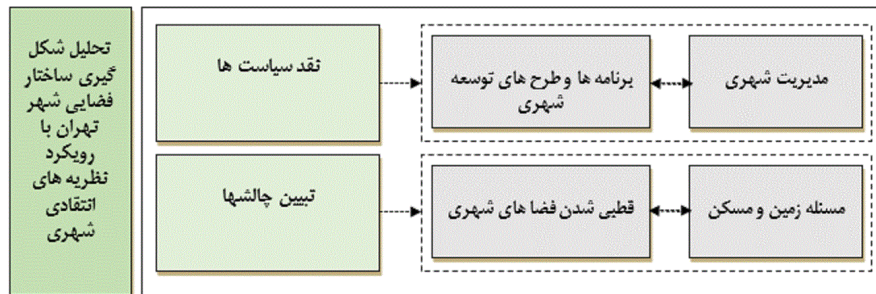 تحلیل شکل
گیری ساختار
فضایی شهر
تهران با
رویکرد
نظریه های
انتقادی
شهری
نقد سیاست ها
برنامه ها و طرح های توسعه
شهری
مدیریت شهری
تبیین چالشها
قطبی شدن فضا های شهری
مسئله زمین و مسکن